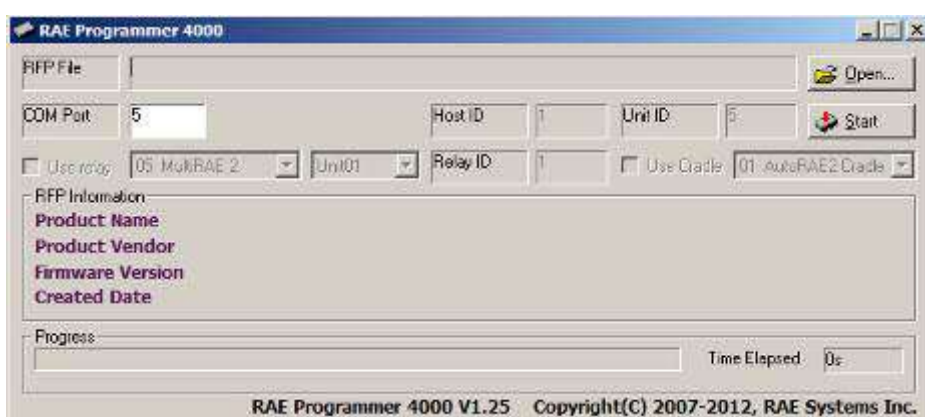 RAE Programmer 4000
RFP File Open...
COM Port 5 Host ID 1 Unit ID 5 Start
Use relay 05 MultiRAE 2 Unit01 Relay ID 1 Use Cradle 01 AutoRAE2 Cradle
RFP Information
Product Name
Product Vendor
Firmware Version
Created Date
Progress
Time Elapsed 0s
RAE Programmer 4000 V1.25 Copyright(C) 2007-2012, RAE Systems Inc.